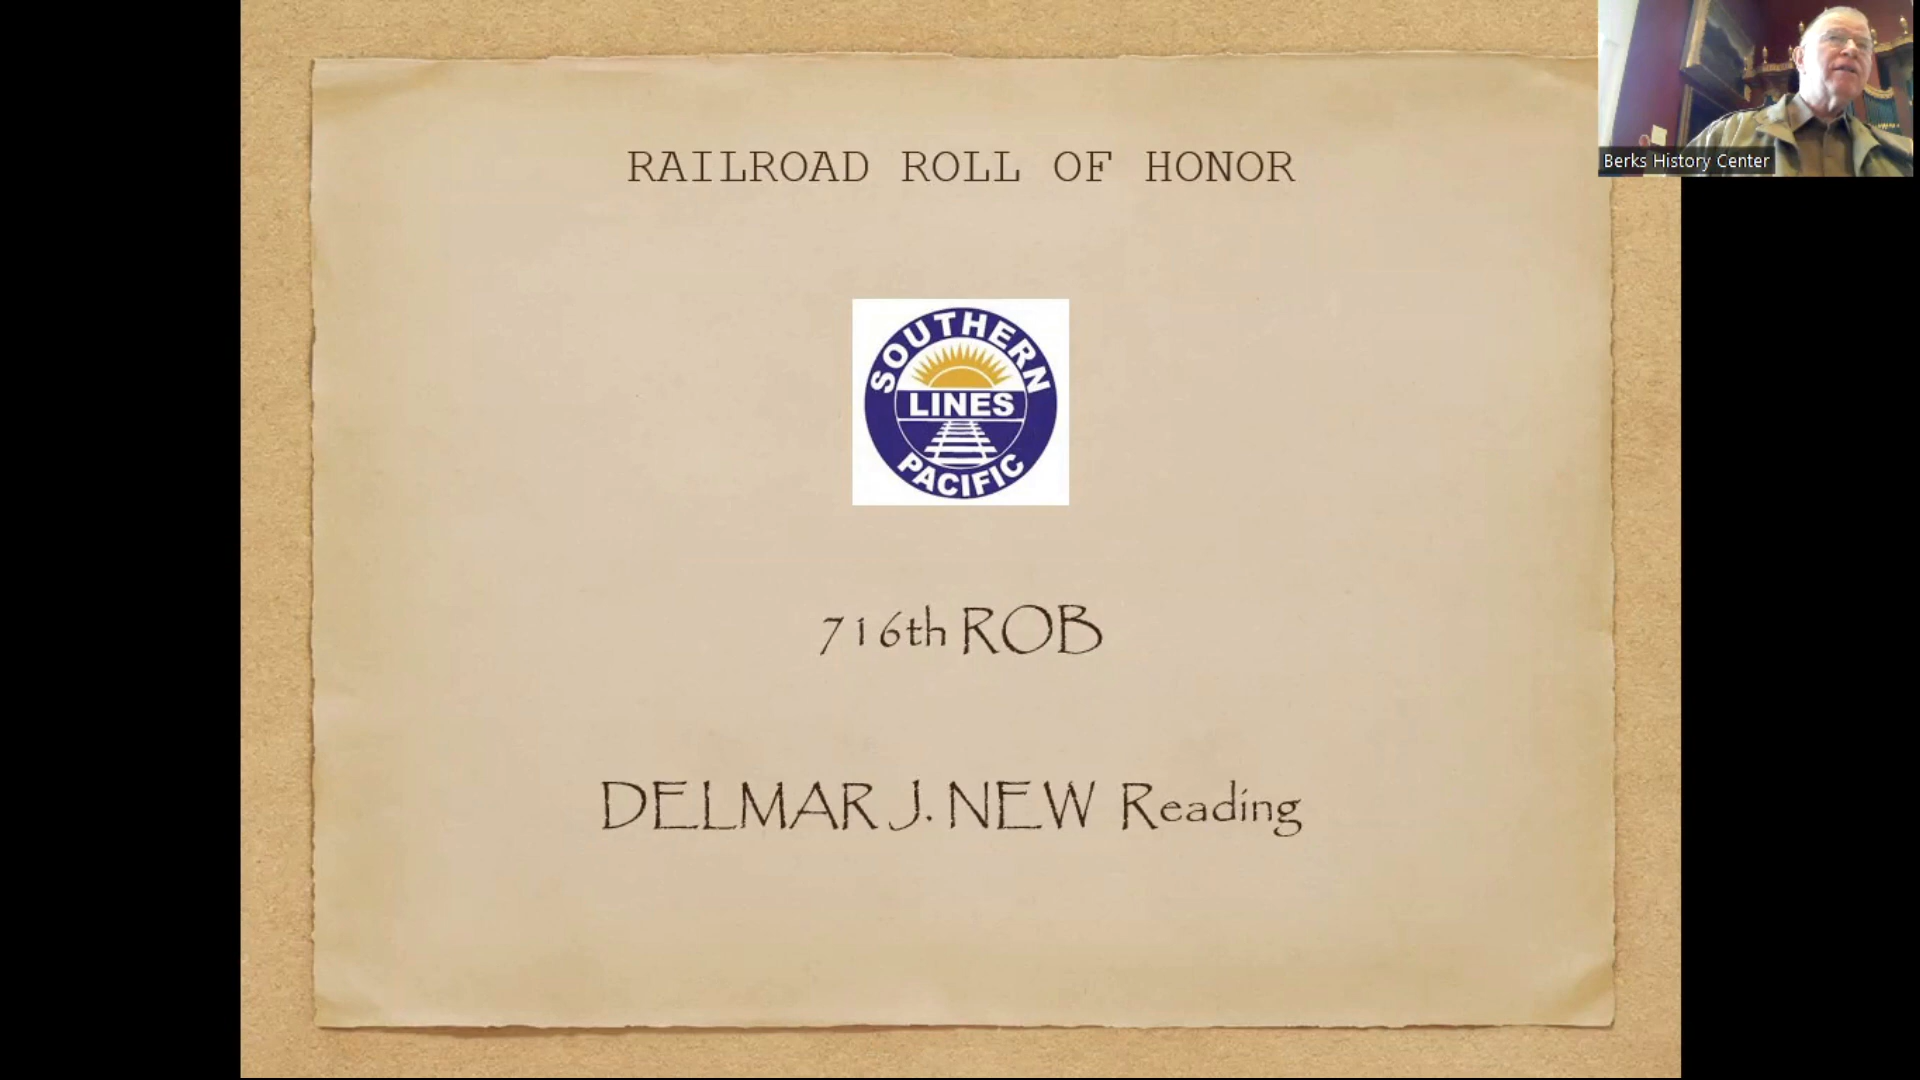 RAILROAD ROLL OF HONOR
SOUTHERN
LINES
PACIFIC
716th ROB
DELMAR J. NEW Reading
Berks History Center